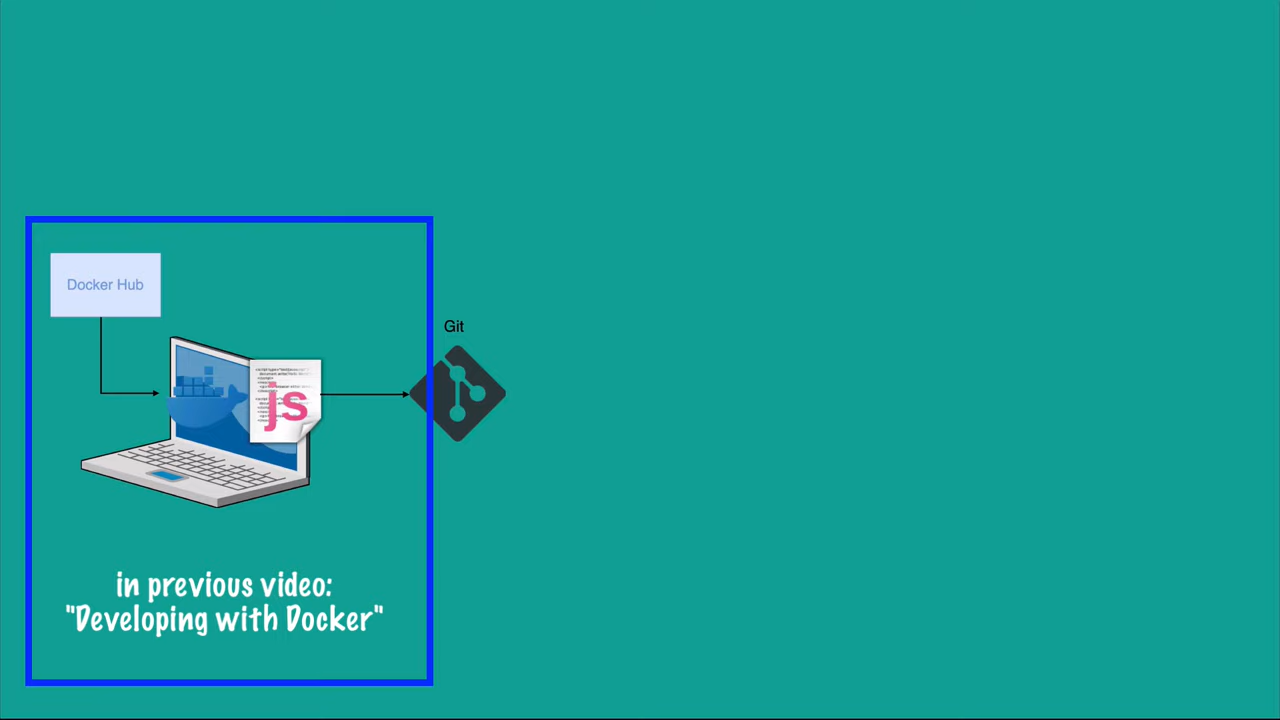 Docker Hub
Git
js
in previous video:
"Developing with Docker"